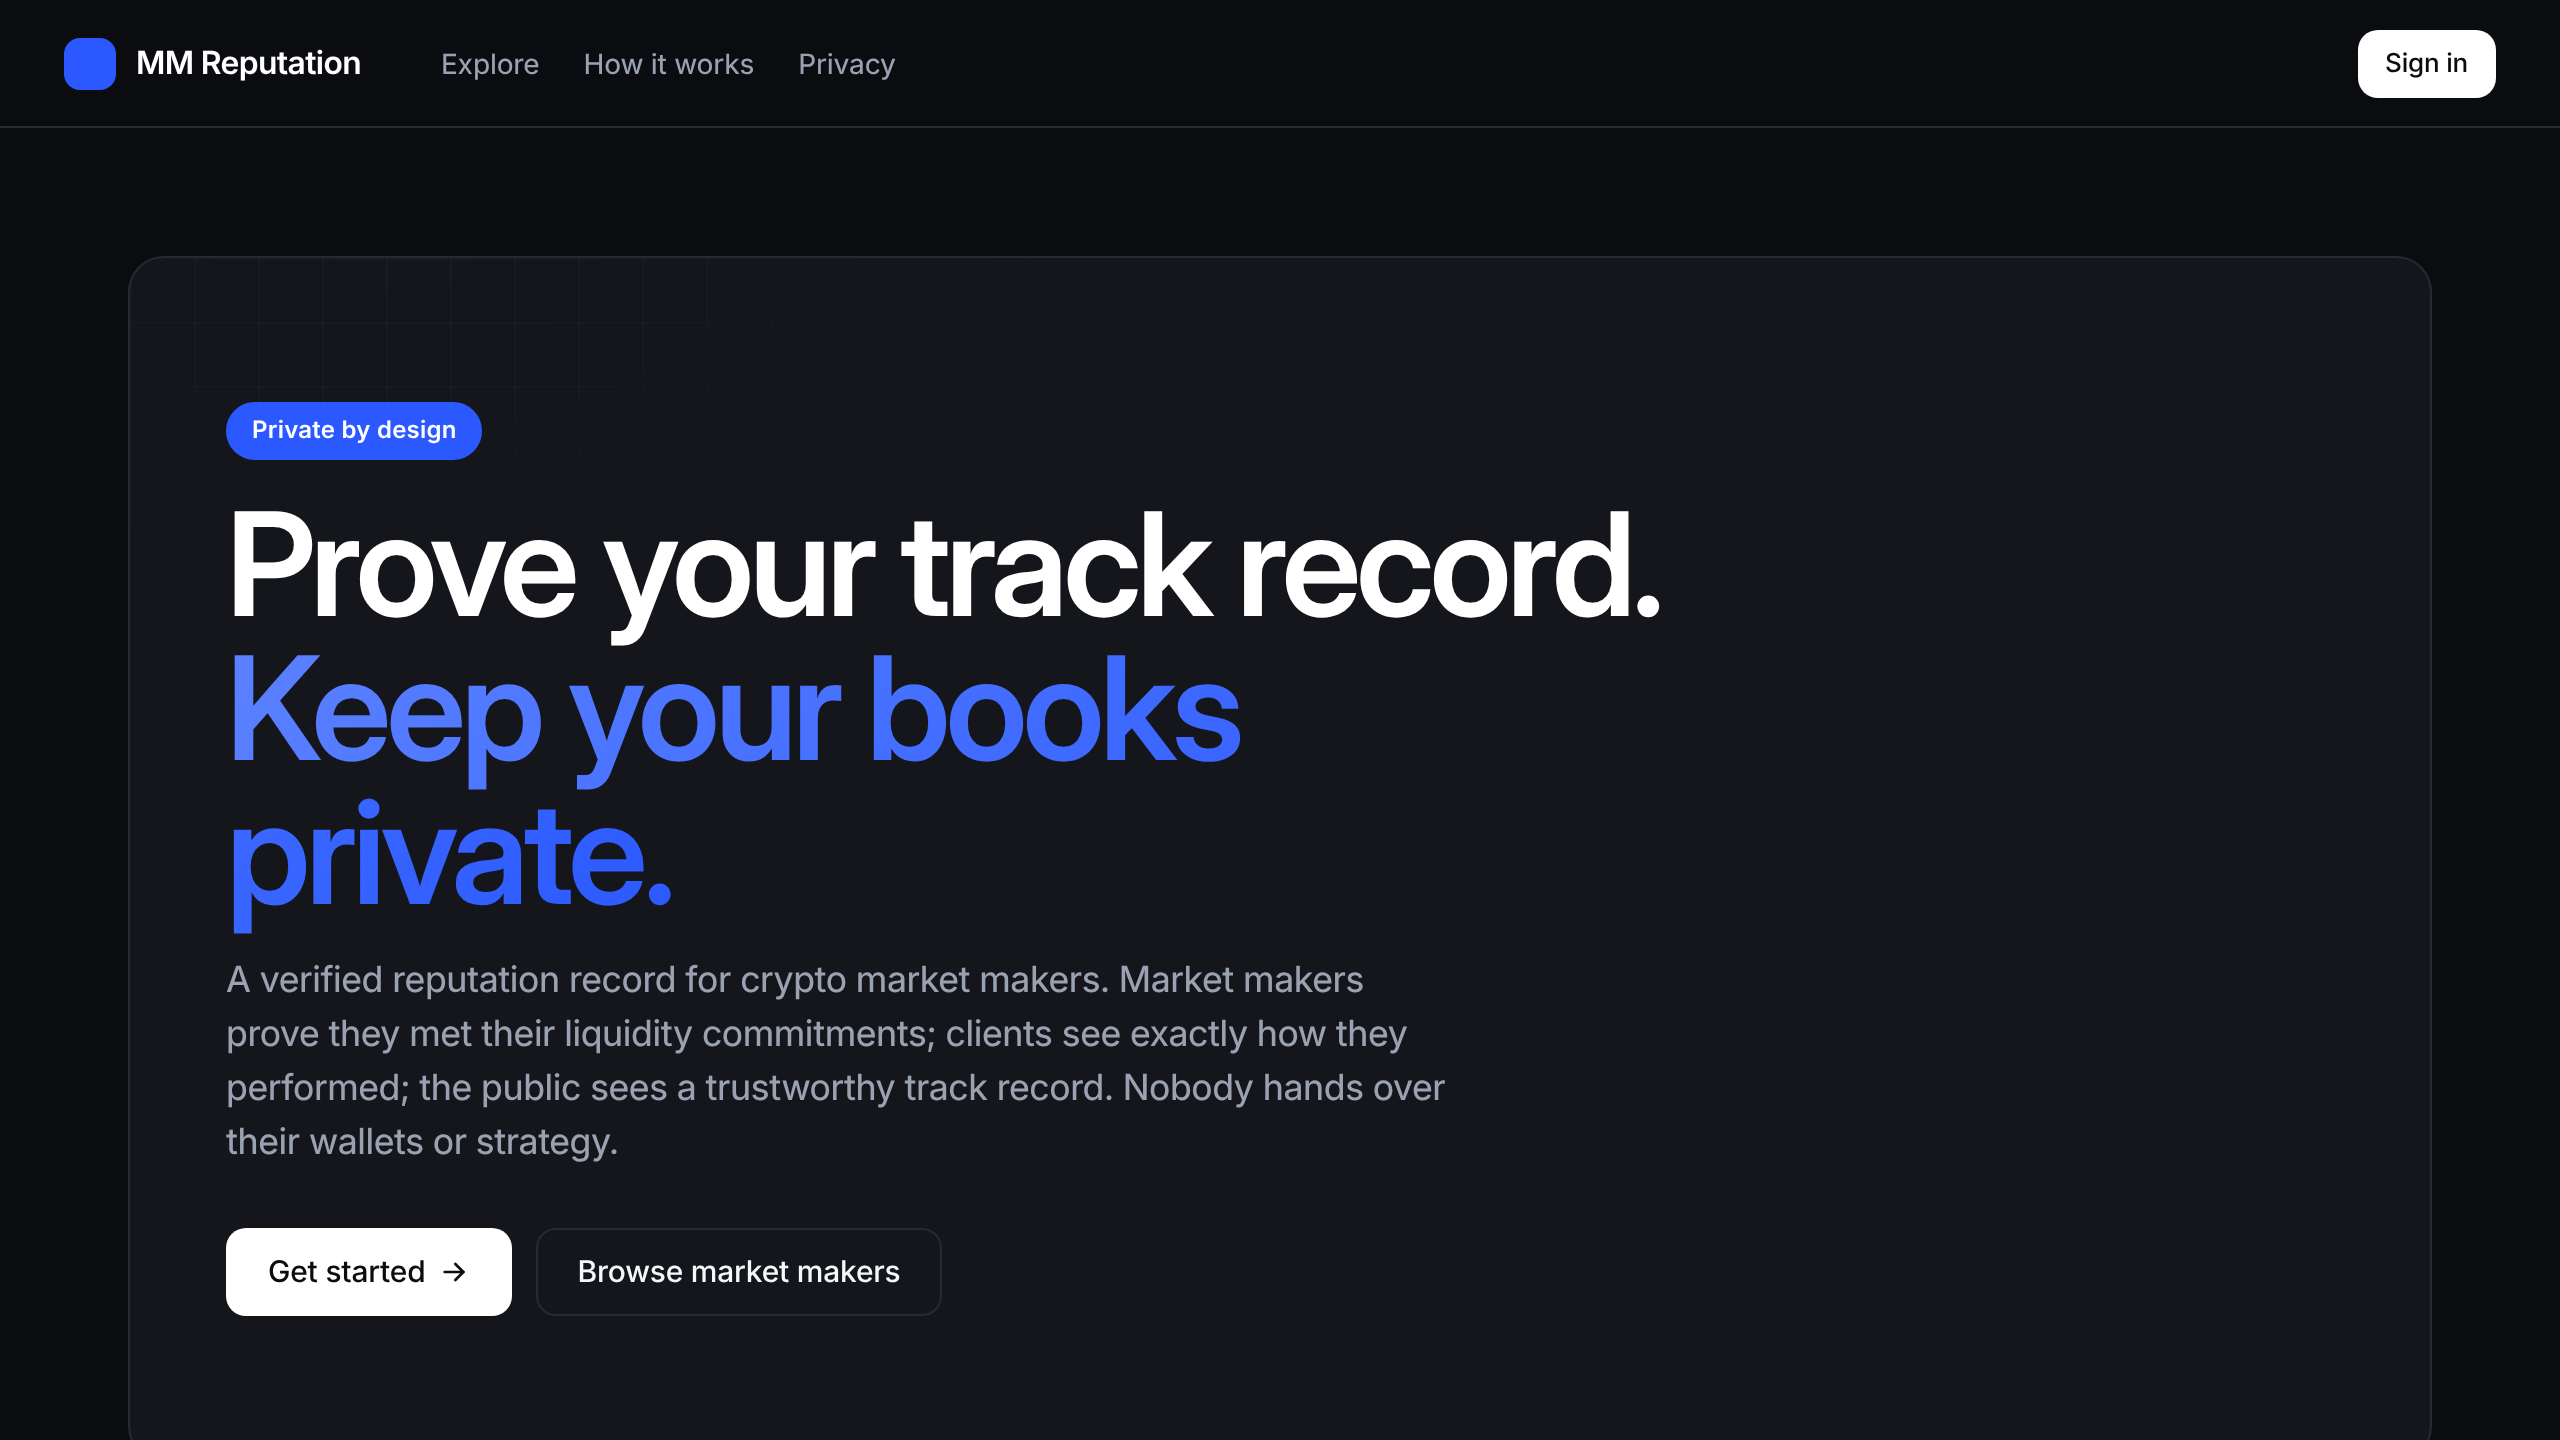 MM Reputation
Explore
How it works
Privacy
Sign in
Private by design
Prove your track record.
Keep your books
private.
A verified reputation record for crypto market makers. Market makers
prove they met their liquidity commitments; clients see exactly how they
performed; the public sees a trustworthy track record. Nobody hands over
their wallets or strategy.
Get started →
Browse market makers